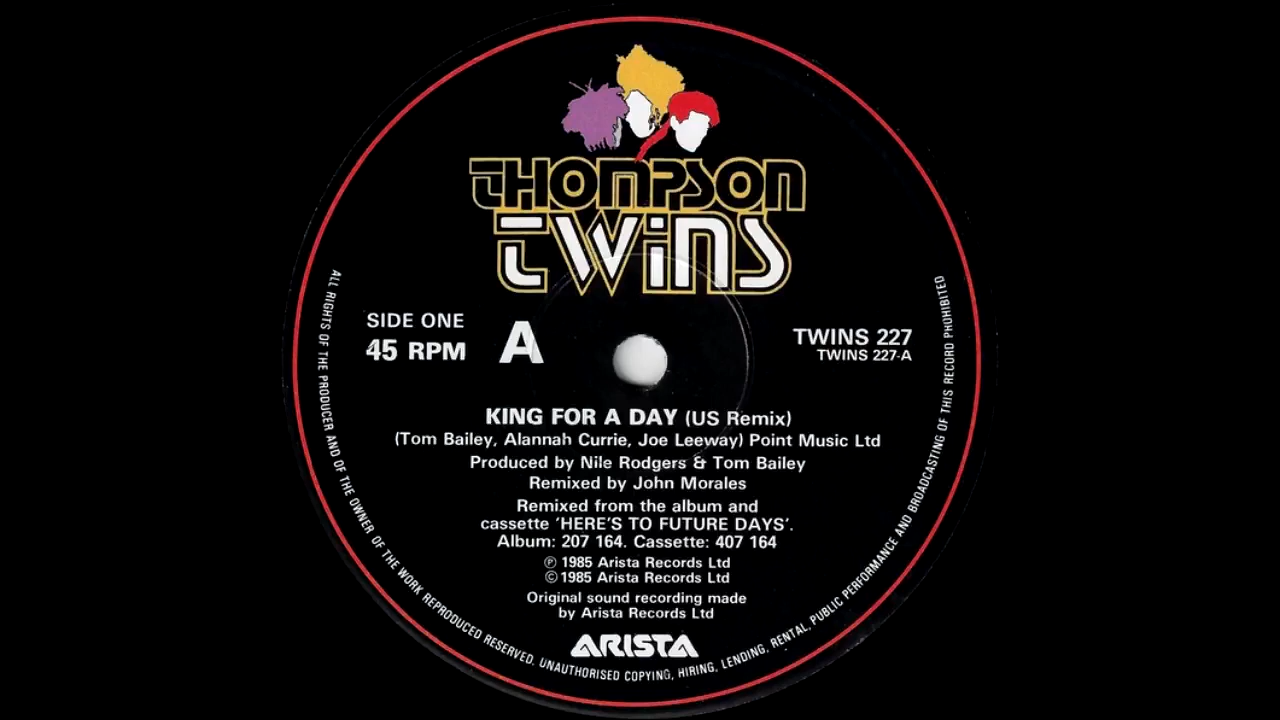 THOMPSON
TWINS
SIDE ONE
45 RPM
A
TWINS 227
TWINS 227-A
KING FOR A DAY (US Remix)
(Tom Bailey, Alannah Currie, Joe Leeway) Point Music Ltd
Produced by Nile Rodgers & Tom Bailey
Remixed by John Morales
Remixed from the album and
cassette 'HERE'S TO FUTURE DAYS'.
Album: 207 164. Cassette: 407 164
℗ 1985 Arista Records Ltd
© 1985 Arista Records Ltd
Original sound recording made
by Arista Records Ltd
ARISTA
ALL RIGHTS OF THE PRODUCER AND OF THE OWNER OF THE WORK REPRODUCED RESERVED. UNAUTHORISED COPYING, HIRING, LENDING, RENTAL, PUBLIC PERFORMANCE AND BROADCASTING OF THIS RECORD PROHIBITED